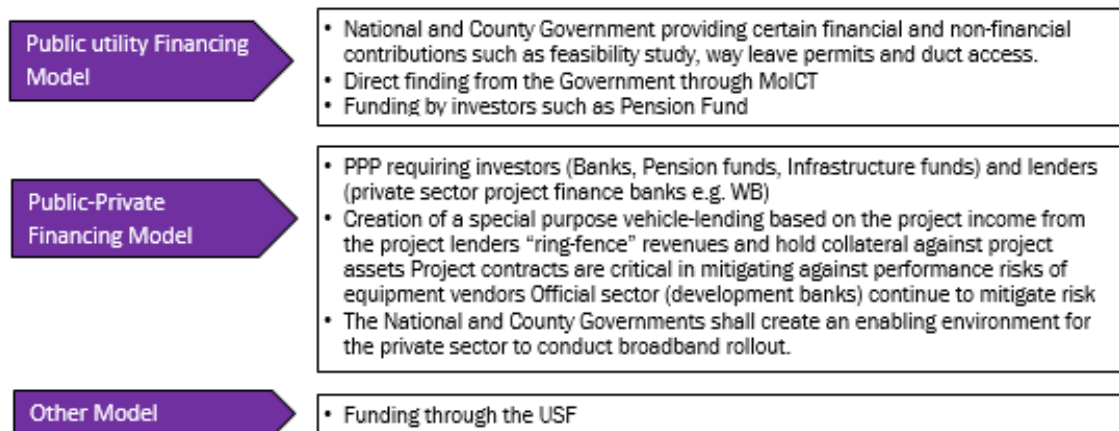 Public utility Financing
Model
• National and County Government providing certain financial and non-financial
contributions such as feasibility study, way leave permits and duct access.
• Direct finding from the Government through MoICT
• Funding by investors such as Pension Fund
Public-Private
Financing Model
• PPP requiring investors (Banks, Pension funds, Infrastructure funds) and lenders
(private sector project finance banks e.g. WB)
• Creation of a special purpose vehicle-lending based on the project income from
the project lenders “ring-fence” revenues and hold collateral against project
assets Project contracts are critical in mitigating against performance risks of
equipment vendors Official sector (development banks) continue to mitigate risk
• The National and County Governments shall create an enabling environment for
the private sector to conduct broadband rollout.
Other Model
• Funding through the USF